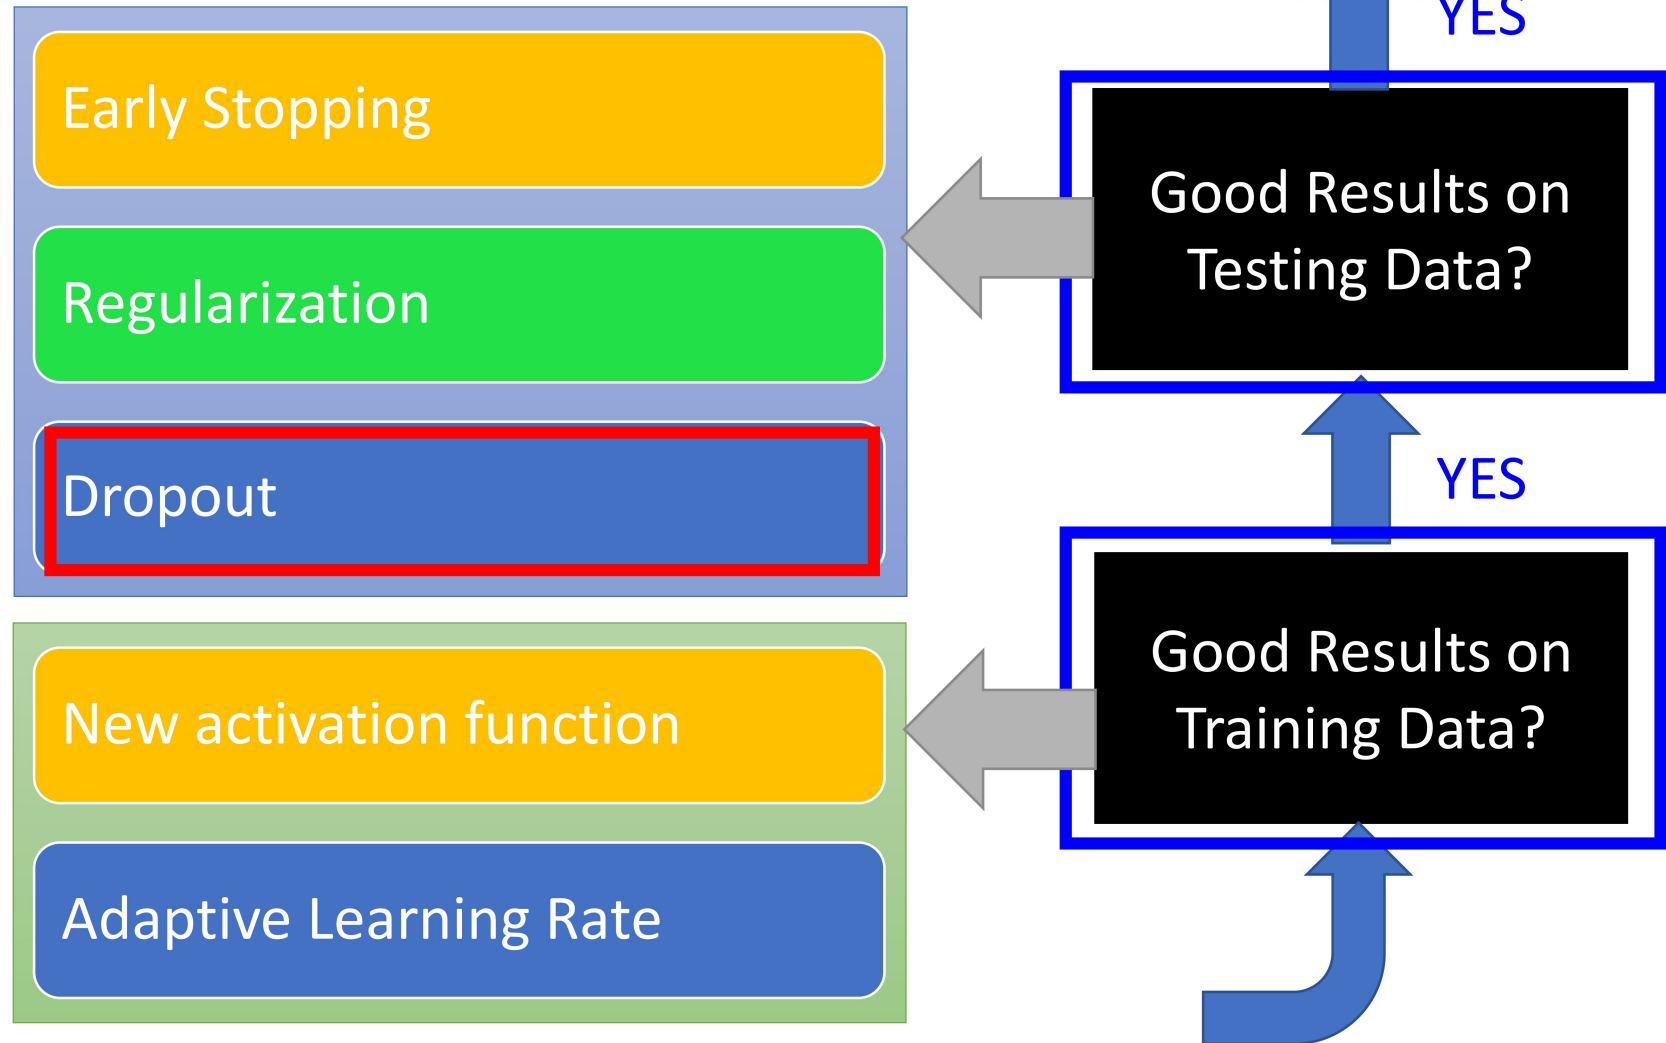 YES
Early Stopping
Good Results on
Testing Data?
Regularization
Dropout
YES
New activation function
Good Results on
Training Data?
Adaptive Learning Rate